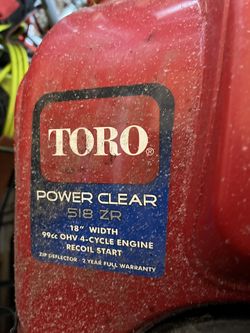 TORO®
POWER CLEAR®
518 ZR
18" WIDTH
99cc OHV 4-CYCLE ENGINE
RECOIL START
ZIP DEFLECTOR • 2 YEAR FULL WARRANTY